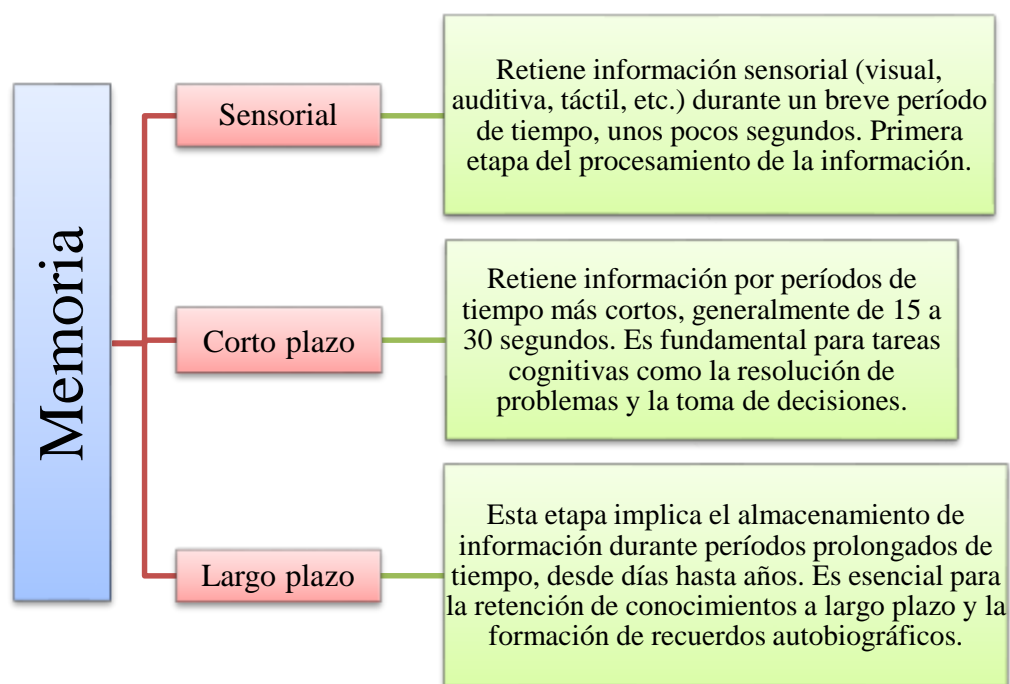 Memoria
Sensorial
Retiene información sensorial (visual,
auditiva, táctil, etc.) durante un breve período
de tiempo, unos pocos segundos. Primera
etapa del procesamiento de la información.
Corto plazo
Retiene información por períodos de
tiempo más cortos, generalmente de 15 a
30 segundos. Es fundamental para tareas
cognitivas como la resolución de
problemas y la toma de decisiones.
Largo plazo
Esta etapa implica el almacenamiento de
información durante períodos prolongados de
tiempo, desde días hasta años. Es esencial para
la retención de conocimientos a largo plazo y la
formación de recuerdos autobiográficos.